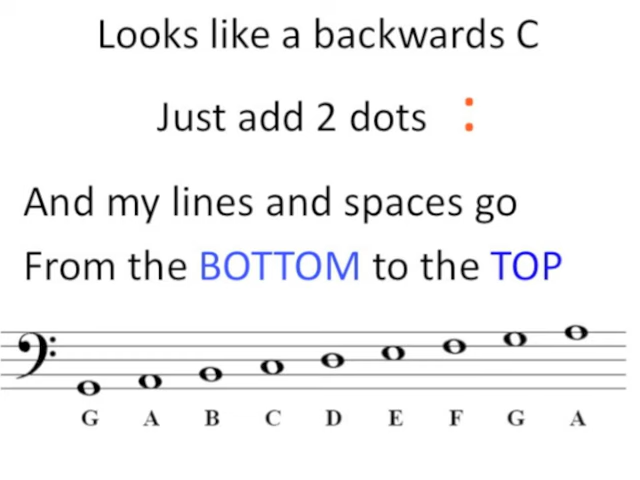 Looks like a backwards C
Just add 2 dots :
And my lines and spaces go
From the BOTTOM to the TOP
G A B C D E F G A